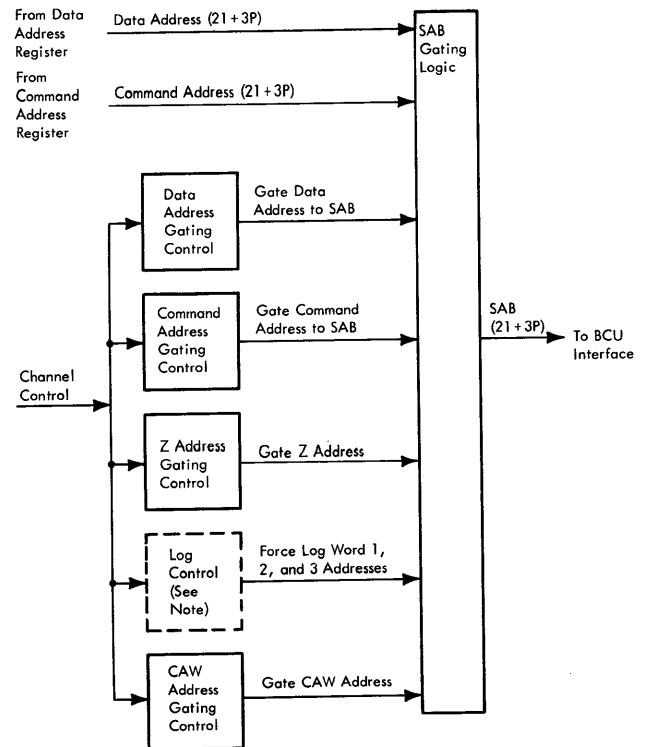 From Data
Address
Register
Data Address (21+3P)
SAB
Gating
Logic
From
Command
Address
Register
Command Address (21+3P)
Data
Address
Gating
Control
Gate Data
Address to SAB
Command
Address
Gating
Control
Gate Command
Address to SAB
SAB
(21+3P)
To BCU
Interface
Channel
Control
Z Address
Gating
Control
Gate Z Address
Log
Control
(See
Note)
Force Log Word 1,
2, and 3 Addresses
CAW
Address
Gating
Control
Gate CAW Address